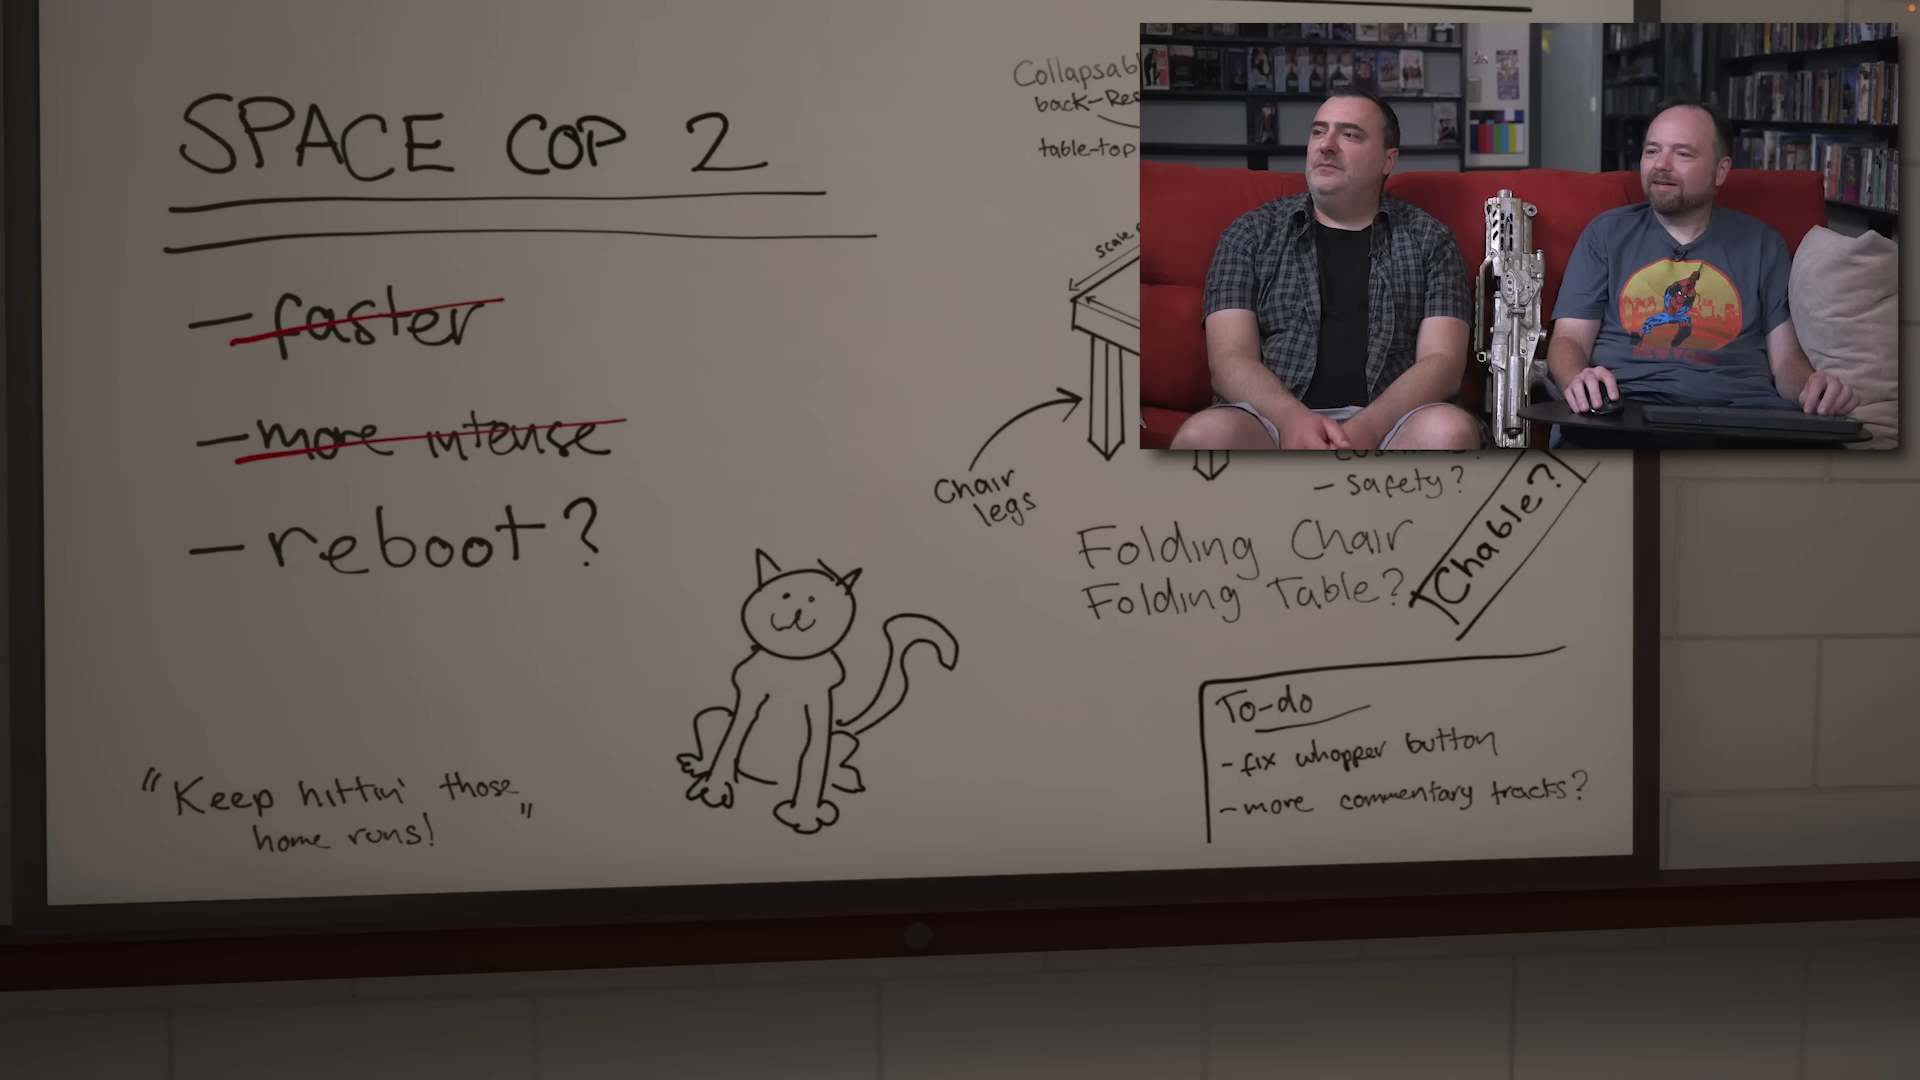 SPACE COP 2
- faster
- more intense
- reboot?
"Keep hittin' those
home runs!"
Collapsabl
back-Res
table-top
scale
Chair
legs
- safety?
Folding Chair
Folding Table?
Chable?
To-do
- fix whopper button
- more commentary tracks?